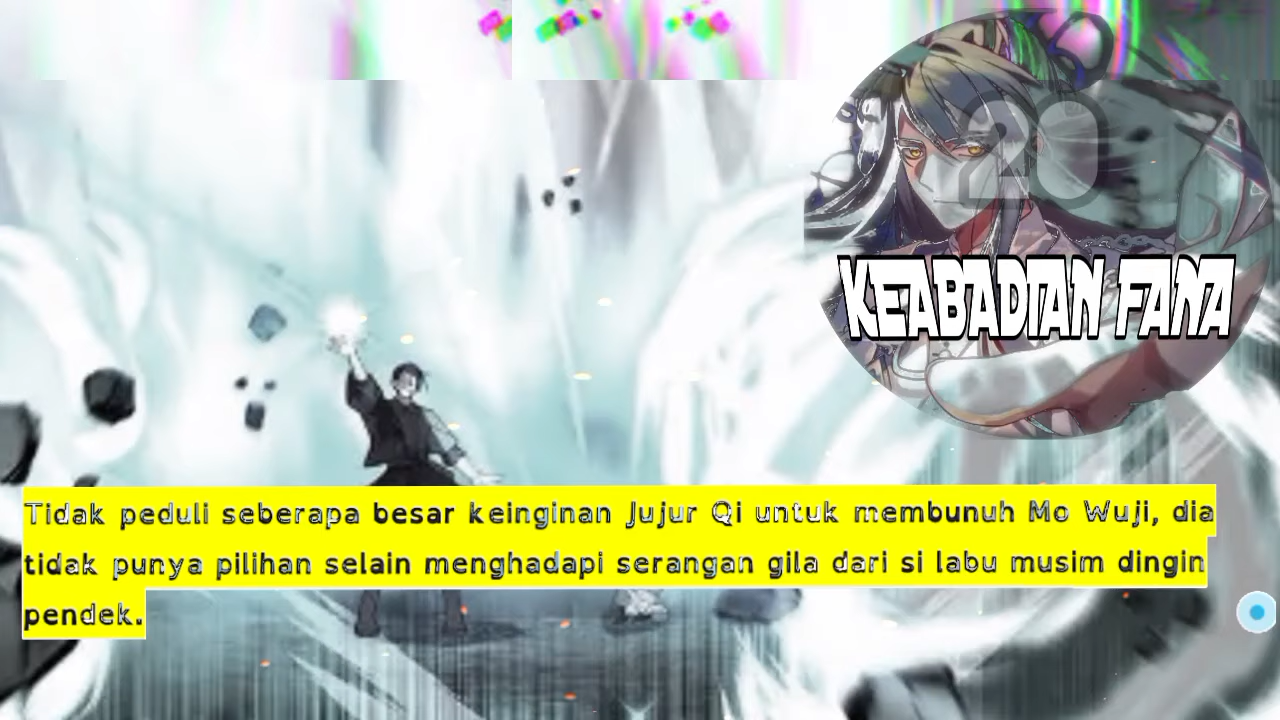 20
KEABADIAN FANA
Tidak peduli seberapa besar keinginan Jujur Qi untuk membunuh Mo Wuji, dia
tidak punya pilihan selain menghadapi serangan gila dari si labu musim dingin
pendek.